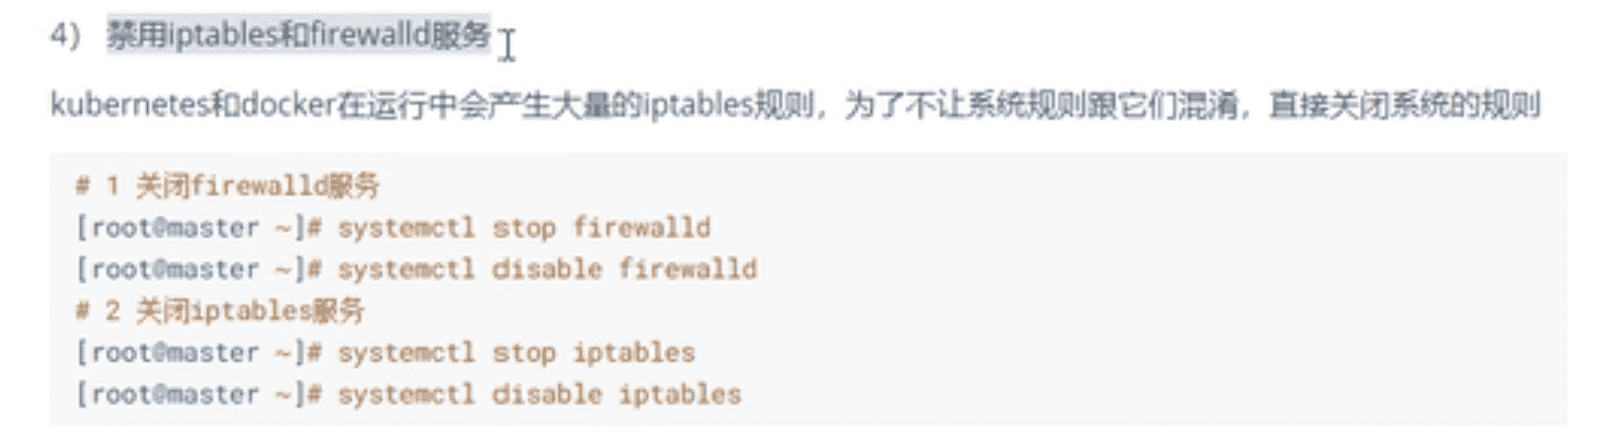 4) 禁用iptables和firewalld服务
kubernetes和docker在运行中会产生大量的iptables规则，为了不让系统规则跟它们混淆，直接关闭系统的规则
# 1 关闭firewalld服务
[root@master ~]# systemctl stop firewalld
[root@master ~]# systemctl disable firewalld
# 2 关闭iptables服务
[root@master ~]# systemctl stop iptables
[root@master ~]# systemctl disable iptables